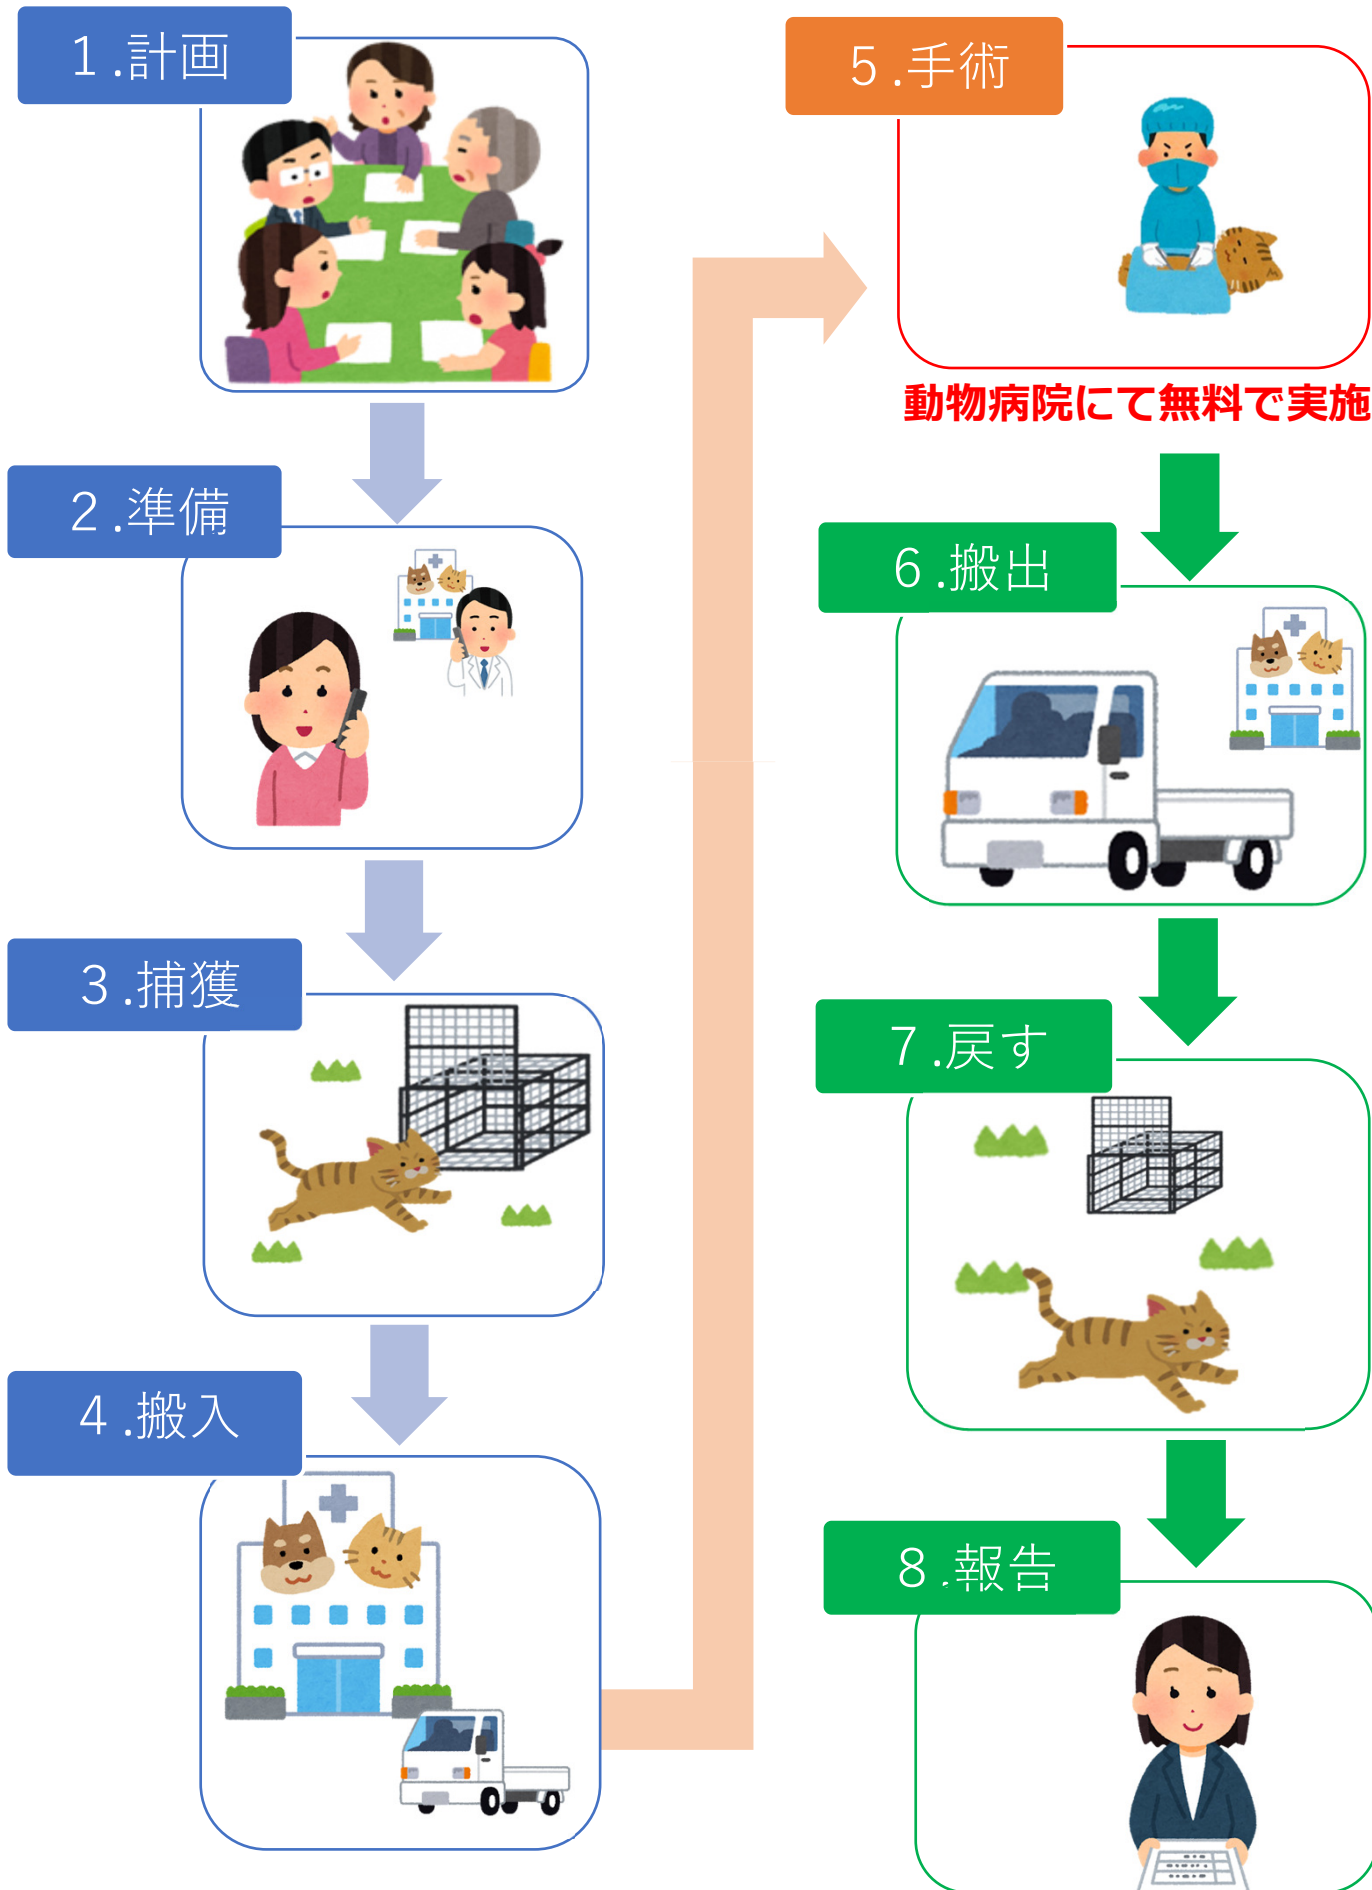 １.計画
２.準備
３.捕獲
４.搬入
５.手術
動物病院にて無料で実施
６.搬出
７.戻す
８.報告